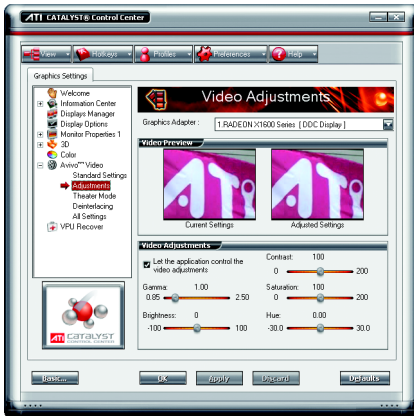 ATI CATALYST® Control Center
View Hotkeys Profiles Preferences Help
Graphics Settings
Welcome
Information Center
Displays Manager
Display Options
Monitor Properties 1
3D
Color
Avivo™ Video
Standard Settings
Adjustments
Theater Mode
Deinterlacing
All Settings
VPU Recover
ATI CATALYST
CONTROL CENTER
Video Adjustments
Graphics Adapter : 1.RADEON X1600 Series [ DDC Display ]
Video Preview
ATI ATI
Current Settings Adjusted Settings
Video Adjustments
Let the application control the
video adjustments
Contrast: 100
0 200
Gamma: 1.00
0.85 2.50
Saturation: 100
0 200
Brightness: 0
-100 100
Hue: 0.00
-30.0 30.0
Basic... OK Apply Discard Defaults